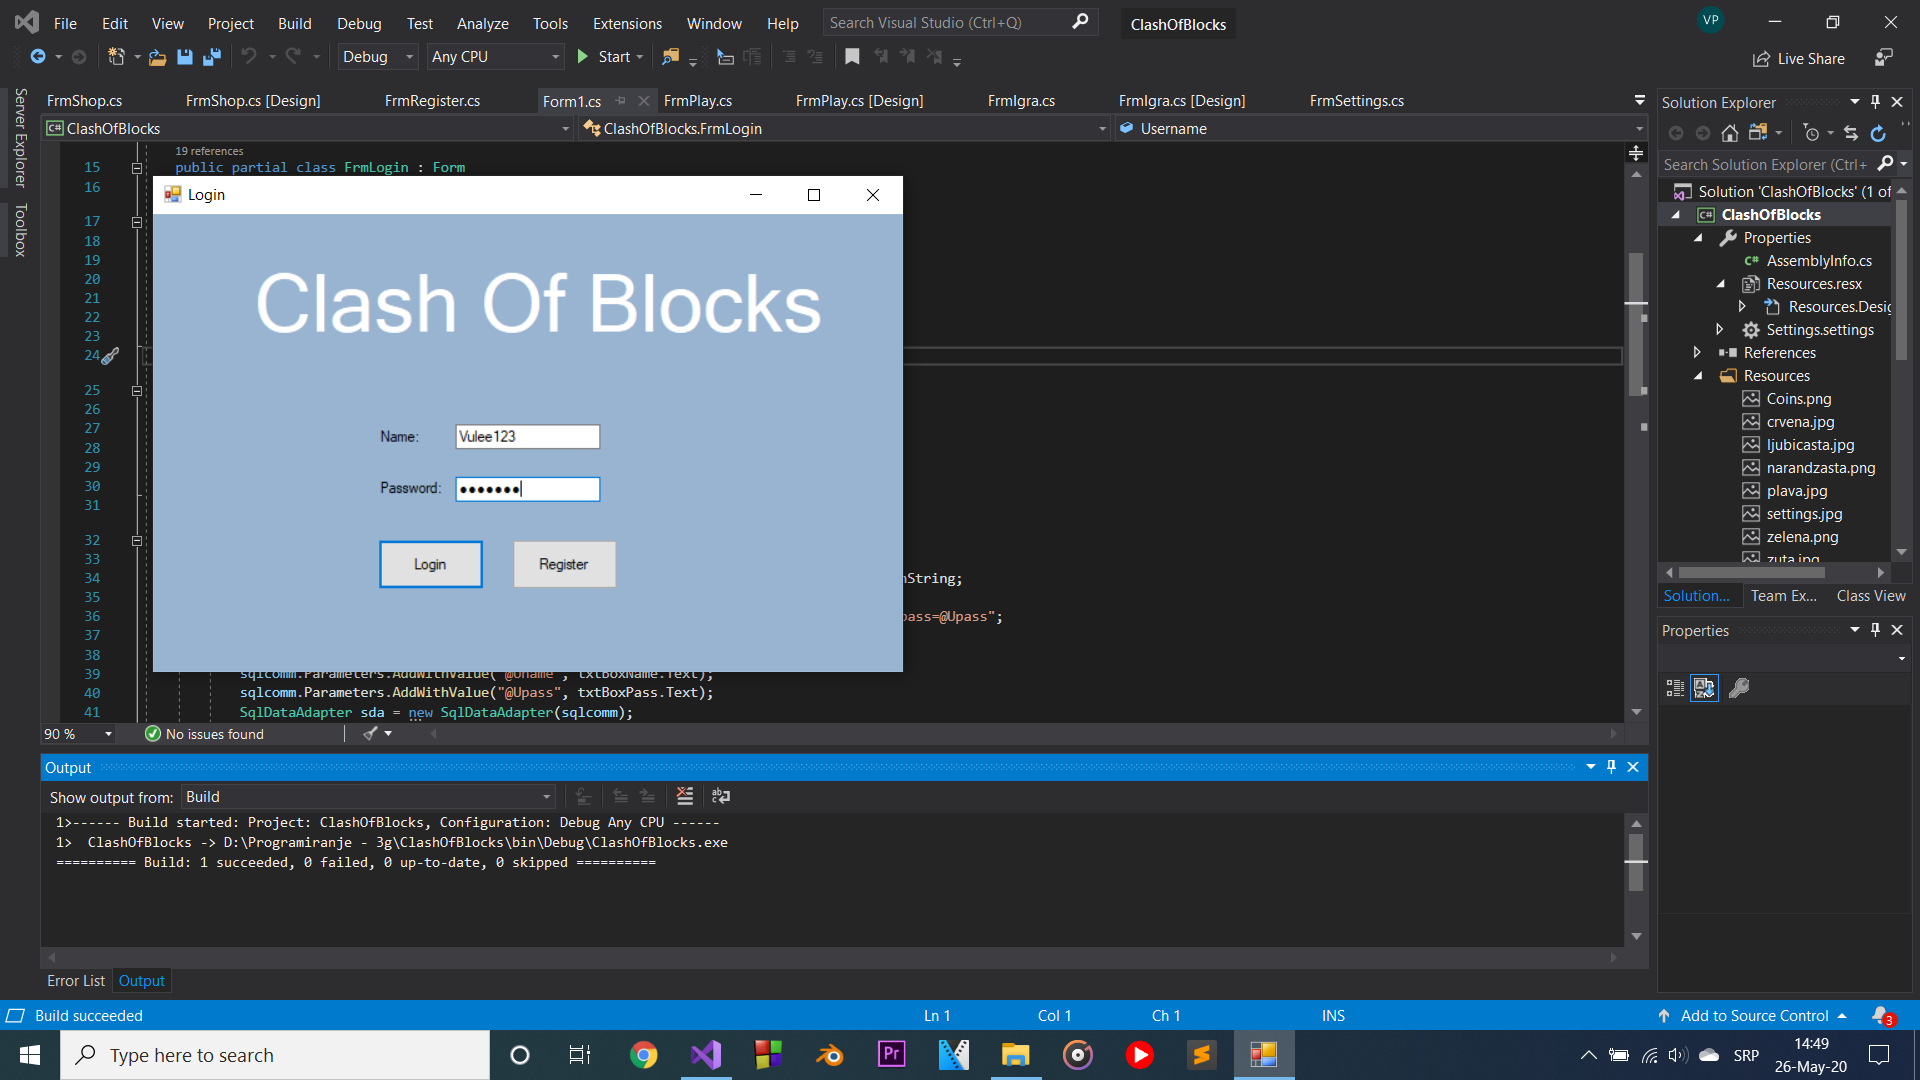 File Edit View Project Build Debug Test Analyze Tools Extensions Window Help Search Visual Studio (Ctrl+Q) ClashOfBlocks VP
Debug Any CPU Start Live Share
Server Explorer
Toolbox
FrmShop.cs FrmShop.cs [Design] FrmRegister.cs Form1.cs FrmPlay.cs FrmPlay.cs [Design] FrmIgra.cs FrmIgra.cs [Design] FrmSettings.cs
C# ClashOfBlocks ClashOfBlocks.FrmLogin Username
19 references
15 public partial class FrmLogin : Form
16
17
18
19
20
21
22
23
24
25
26
27
28
29
30
31
32
33
34 nString;
35
36 pass=@Upass";
37
38
39 sqlcomm.Parameters.AddWithValue("@Uname", txtBoxName.Text);
40 sqlcomm.Parameters.AddWithValue("@Upass", txtBoxPass.Text);
41 SqlDataAdapter sda = new SqlDataAdapter(sqlcomm);
Login
Clash Of Blocks
Name: Vulee123
Password: •••••••
Login Register
90 % No issues found
Output
Show output from: Build
1>------ Build started: Project: ClashOfBlocks, Configuration: Debug Any CPU ------
1> ClashOfBlocks -> D:\Programiranje - 3g\ClashOfBlocks\bin\Debug\ClashOfBlocks.exe
========== Build: 1 succeeded, 0 failed, 0 up-to-date, 0 skipped ==========
Error List Output
Solution Explorer
Search Solution Explorer (Ctrl+
Solution 'ClashOfBlocks' (1 of
C# ClashOfBlocks
Properties
C# AssemblyInfo.cs
Resources.resx
Resources.Desig
Settings.settings
References
Resources
Coins.png
crvena.jpg
ljubicasta.jpg
narandzasta.png
plava.jpg
settings.jpg
zelena.png
zuta.jpg
Solution... Team Ex... Class View
Properties
Build succeeded Ln 1 Col 1 Ch 1 INS Add to Source Control 3
Type here to search Pr SRP 14:49
26-May-20